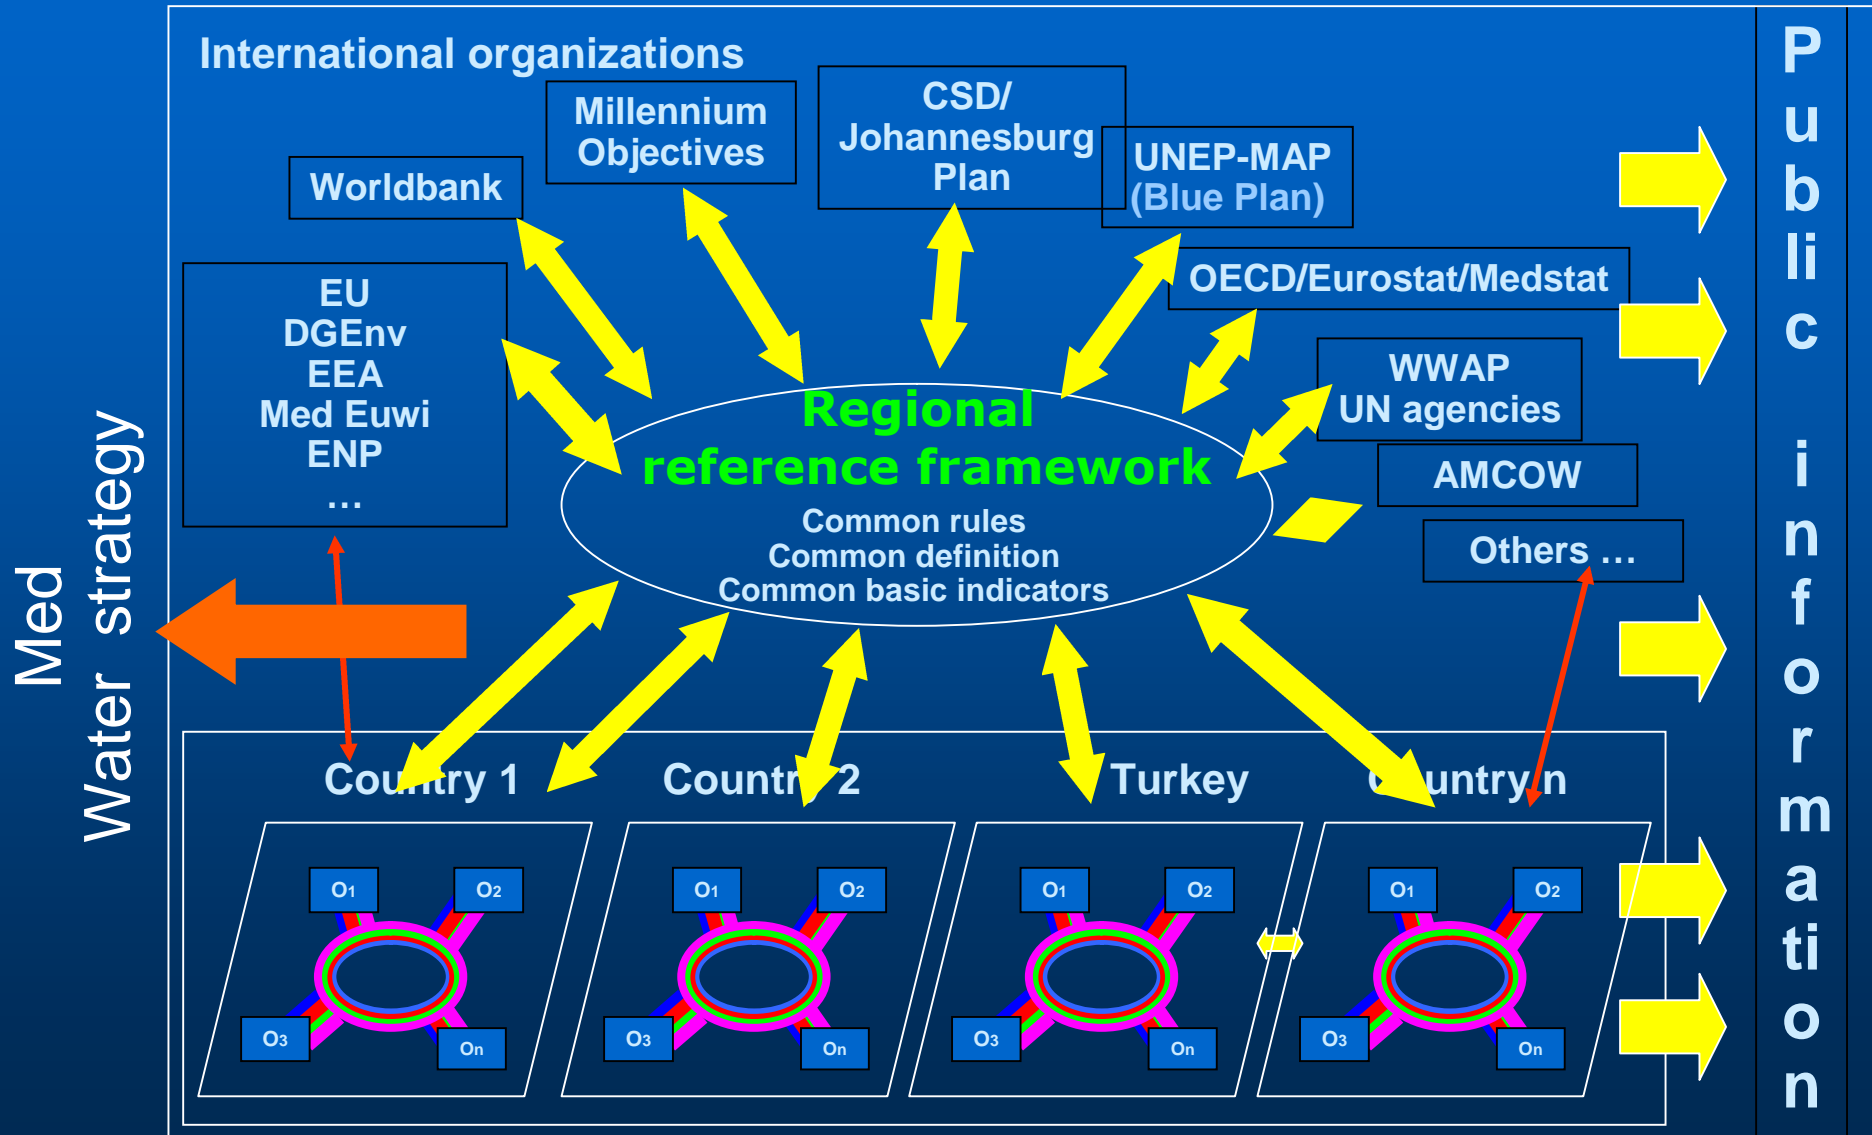 International organizations
Millennium
Objectives
CSD/
Johannesburg
Plan
UNEP-MAP
(Blue Plan)
Worldbank
OECD/Eurostat/Medstat
EU
DGEnv
EEA
Med Euwi
ENP
…
WWAP
UN agencies
AMCOW
Others …
Regional
reference framework
Common rules
Common definition
Common basic indicators
Med
Water strategy
Country 1
Country 2
Turkey
Country n
O1
O2
O3
On
O1
O2
O3
On
O1
O2
O3
On
O1
O2
O3
On
Public information